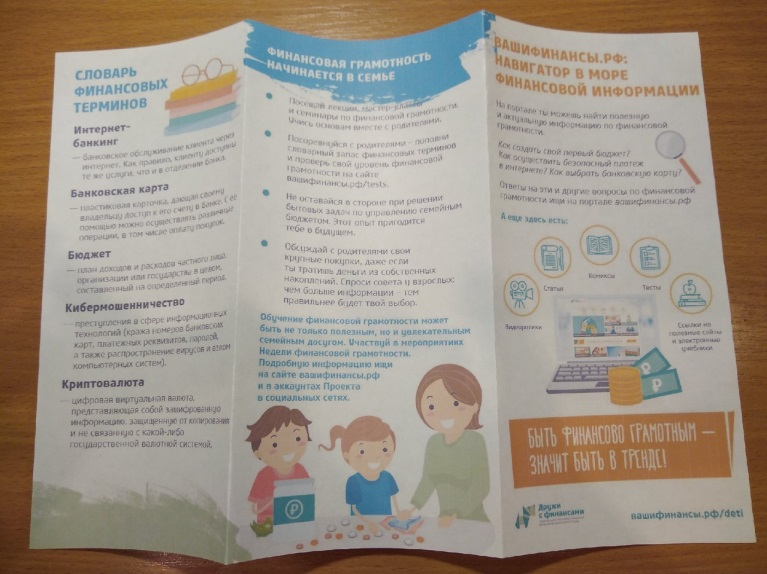 СЛОВАРЬ
ФИНАНСОВЫХ
ТЕРМИНОВ
Интернет-
банкинг
— банковское обслуживание клиента через
интернет. Как правило, клиенту доступны
те же услуги, что и в отделении банка.
Банковская карта
— пластиковая карточка, дающая своему
владельцу доступ к его счету в банке. С ее
помощью можно осуществлять различные
операции, в том числе оплату покупок.
Бюджет
— план доходов и расходов частного лица,
организации или государства в целом,
составленный на определенный период.
Кибермошенничество
— преступления в сфере информационных
технологий (кража номеров банковских
карт, платежных реквизитов, паролей,
а также распространение вирусов и взлом
компьютерных систем).
Криптовалюта
— цифровая виртуальная валюта,
представляющая собой зашифрованную
информацию, защищенную от копирования
и не связанную с какой-либо
государственной валютной системой.
ФИНАНСОВАЯ ГРАМОТНОСТЬ
НАЧИНАЕТСЯ В СЕМЬЕ
• Посещай лекции, мастер-классы
и семинары по финансовой грамотности.
Учись основам вместе с родителями.
• Посоревнуйся с родителями – пополни
словарный запас финансовых терминов
и проверь свой уровень финансовой
грамотности на сайте
вашифинансы.рф/tests.
• Не оставайся в стороне при решении
бытовых задач по управлению семейным
бюджетом. Этот опыт пригодится
тебе в будущем.
• Обсуждай с родителями свои
крупные покупки, даже если
ты тратишь деньги из собственных
накоплений. Спроси совета у взрослых:
чем больше информации – тем
правильнее будет твой выбор.
Обучение финансовой грамотности может
быть не только полезным, но и увлекательным
семейным досугом. Участвуй в мероприятиях
Недели финансовой грамотности.
Подробную информацию ищи
на сайте вашифинансы.рф
и в аккаунтах Проекта
в социальных сетях.
₽
ВАШИФИНАНСЫ.РФ:
НАВИГАТОР В МОРЕ
ФИНАНСОВОЙ ИНФОРМАЦИИ
На портале ты можешь найти полезную
и актуальную информацию по финансовой
грамотности.
Как создать свой первый бюджет?
Как осуществить безопасный платеж
в интернете? Как выбрать банковскую карту?
Ответы на эти и другие вопросы по финансовой
грамотности ищи на портале вашифинансы.рф
А еще здесь есть:
Видеоролики
Статьи
Комиксы
Тесты
Ссылки на
полезные сайты
и электронные
учебники.
₽
₽
БЫТЬ ФИНАНСОВО ГРАМОТНЫМ —
ЗНАЧИТ БЫТЬ В ТРЕНДЕ!
Дружи
с финансами
вашифинансы.рф/deti